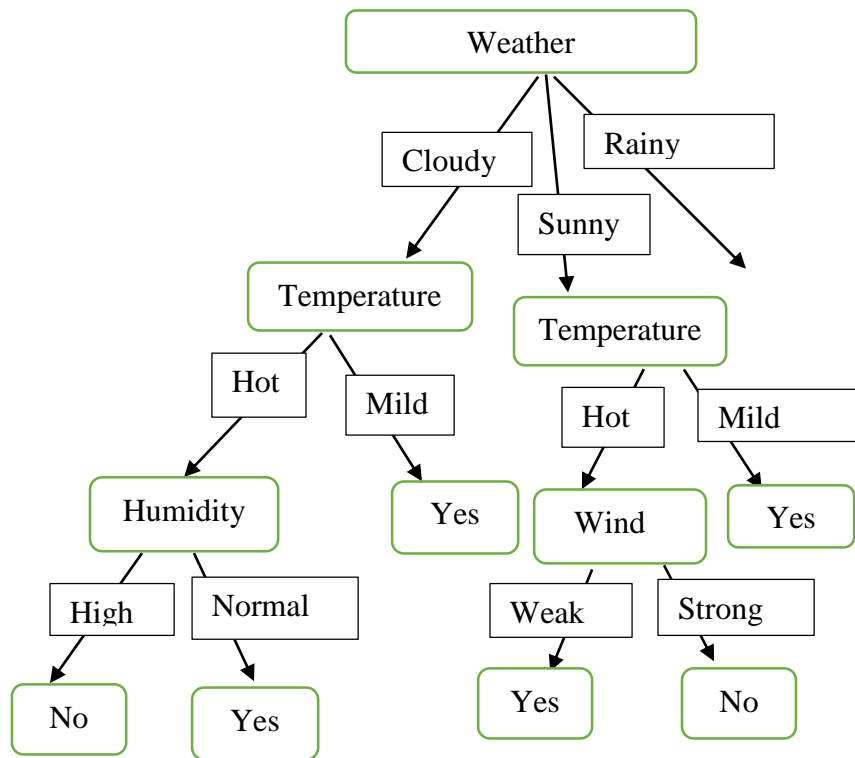 Weather
Cloudy
Rainy
Sunny
Temperature
Temperature
Hot
Mild
Hot
Mild
Humidity
Yes
Wind
Yes
High
Normal
Weak
Strong
No
Yes
Yes
No